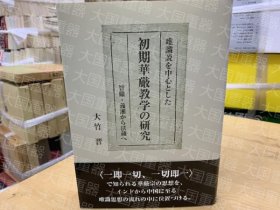 唯識説を中心とした
初期華厳教学の研究
智儼・義湘から法蔵へ
大竹 晋
〈一即一切、一切即一〉
で知られる華厳宗の思想を、
インドから中国に至る
唯識思想の流れの中に位置づける。